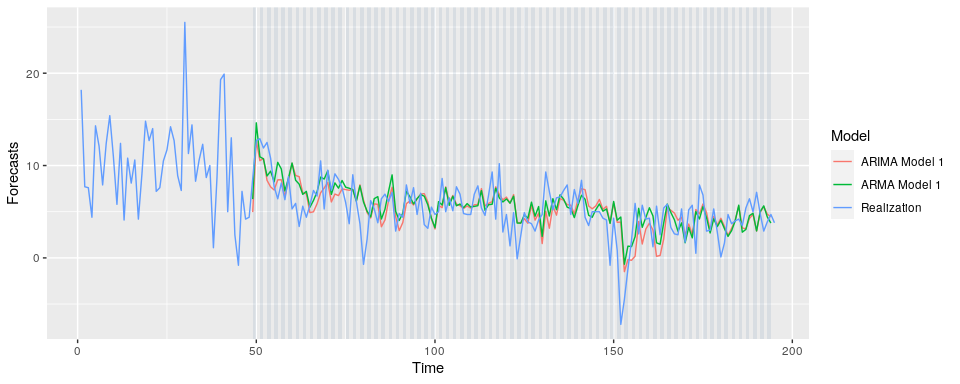 Forecasts
20
10
0
0
50
100
150
200
Time
Model
ARIMA Model 1
ARMA Model 1
Realization